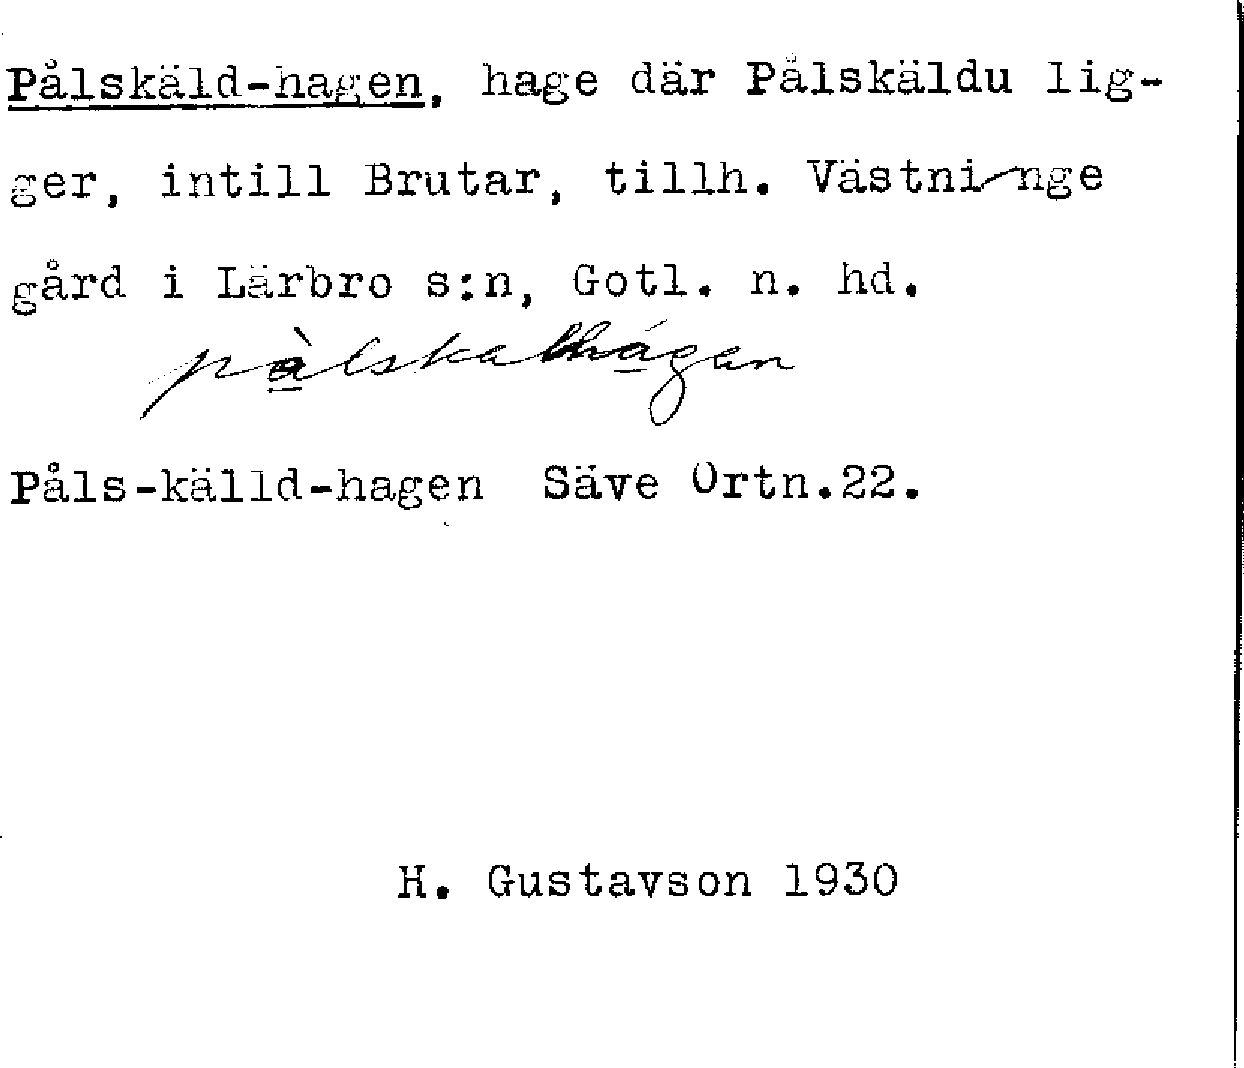 Pålskäld-hagen, hage där Pålskäldu lig-
ger, intill Brutar, tillh. Västninge
gård i Lärbro s:n, Gotl. n. hd.
Påls-källd-hagen Säve Ortn.22.
H. Gustavson 1930